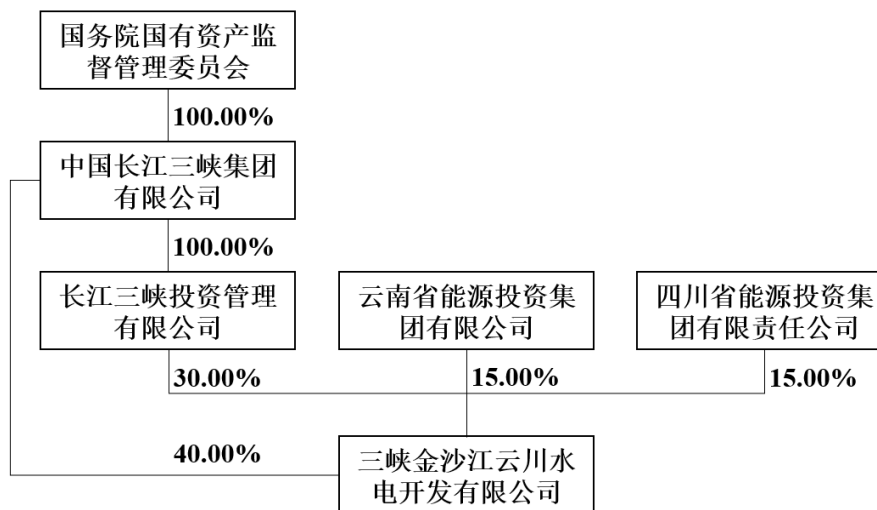 国务院国有资产监
督管理委员会
100.00%
中国长江三峡集团
有限公司
100.00%
长江三峡投资管理
有限公司
云南省能源投资集
团有限公司
四川省能源投资集
团有限责任公司
30.00%
15.00%
15.00%
40.00%
三峡金沙江云川水
电开发有限公司